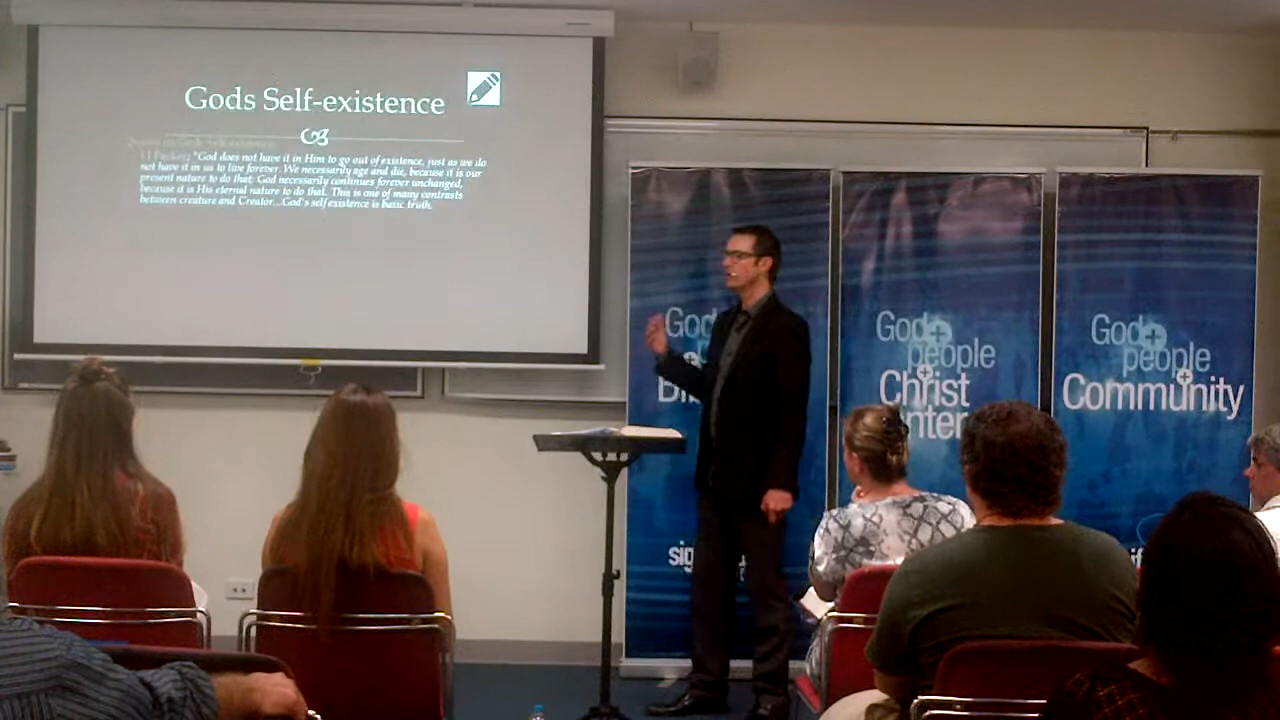 Gods Self-existence
"God does not have it in Him to go out of existence, just as we do
not have it in us to live forever. We necessarily age and die, because it is our
present nature to do that; God necessarily continues forever unchanged,
because it is His eternal nature to do that. This is one of many contrasts
between creature and Creator...God's self existence is basic truth.
God
Bi
God
people
Christ
nter
God
people
Community
sig